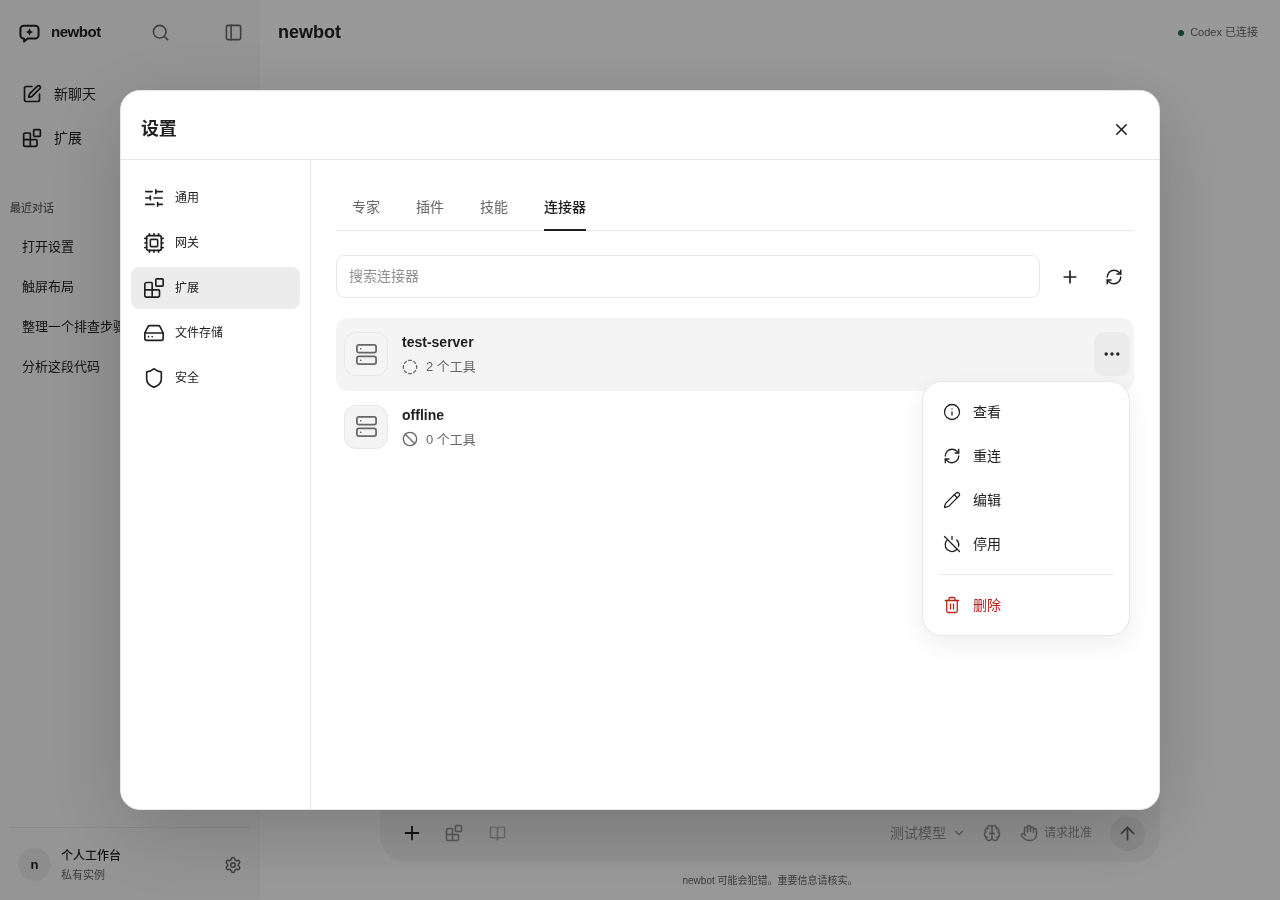 newbot
newbot
Codex 已连接
新聊天
扩展
最近对话
打开设置
触屏布局
整理一个排查步骤
分析这段代码
n
个人工作台
私有实例
设置
通用
网关
扩展
文件存储
安全
专家
插件
技能
连接器
搜索连接器
test-server
2 个工具
offline
0 个工具
查看
重连
编辑
停用
删除
测试模型
请求批准
newbot 可能会犯错。重要信息请核实。